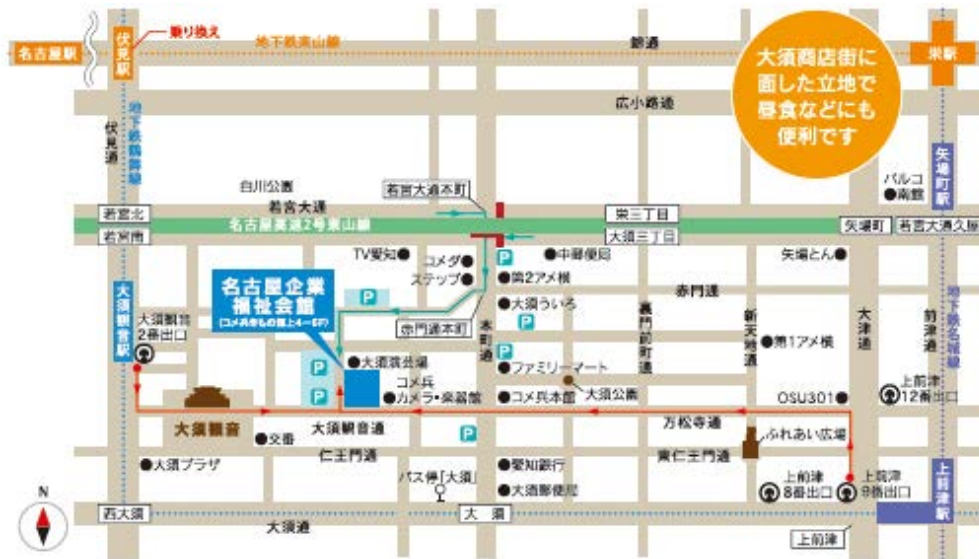 名古屋駅
伏見駅
乗り換え
地下鉄東山線
錦通
栄駅
大須商店街に
面した立地で
昼食などにも
便利です
広小路通
伏見通
地下鉄鶴舞線
白川公園
若宮大通本町
パルコ
●南館
矢場町駅
若宮北
若宮大通
栄三丁目
名古屋高速2号東山線
若宮南
大須三丁目
矢場町
若宮大通久屋
TV愛知●
コメダ●
ステップ●
P
●中郵便局
矢場とん●
●第2アメ横
赤門通
名古屋企業
福祉会館
P
赤門通本町
●大須ういろ
P
大須観音駅
大須観音
2番出口
本町通
裏門前町通
新天地通
●第1アメ横
大津通
前津通
地下鉄名城線
●大須演芸場
P
P
P
●ファミリーマート
大須公園
コメ兵
カメラ・楽器館●
●コメ兵本館
OSU301●
上前津
12番出口
大須観音
●交番
大須観音通
万松寺通
ふれあい広場
仁王門通
P
東仁王門通
●大須プラザ
バス停「大須」
●愛知銀行
●大須郵便局
上前津
8番出口
上前津
9番出口
上前津駅
N
西大須
大須通
大須
上前津